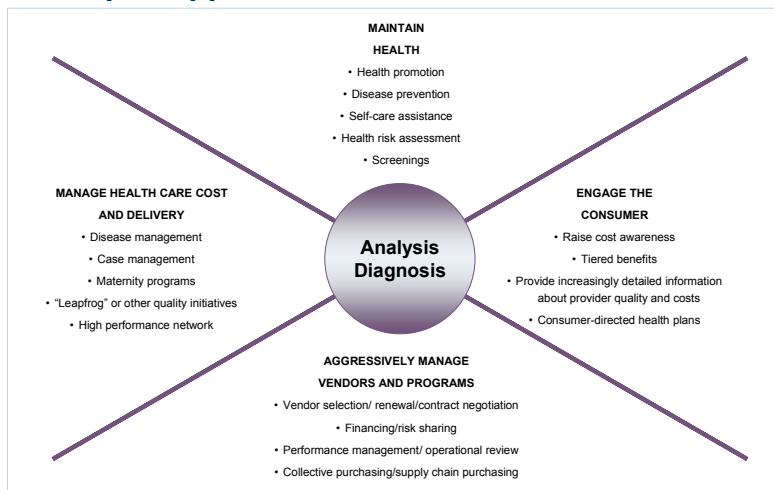 MAINTAIN
HEALTH
• Health promotion
• Disease prevention
• Self-care assistance
• Health risk assessment
• Screenings
MANAGE HEALTH CARE COST
AND DELIVERY
• Disease management
• Case management
• Maternity programs
• “Leapfrog” or other quality initiatives
• High performance network
Analysis
Diagnosis
ENGAGE THE
CONSUMER
• Raise cost awareness
• Tiered benefits
• Provide increasingly detailed information
about provider quality and costs
• Consumer-directed health plans
AGGRESSIVELY MANAGE
VENDORS AND PROGRAMS
• Vendor selection/ renewal/contract negotiation
• Financing/risk sharing
• Performance management/ operational review
• Collective purchasing/supply chain purchasing